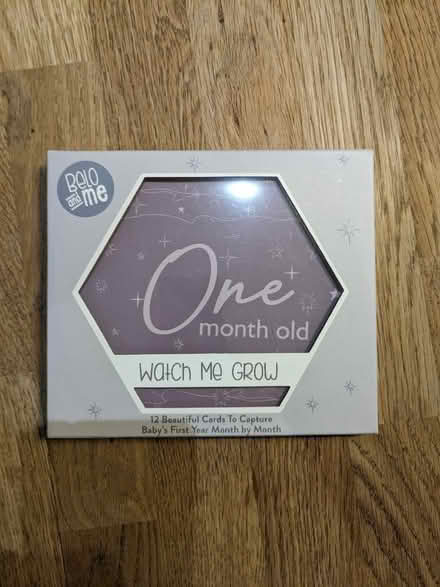 Belo
and me
One
month old
Watch Me Grow
12 Beautiful Cards To Capture
Baby's First Year Month by Month